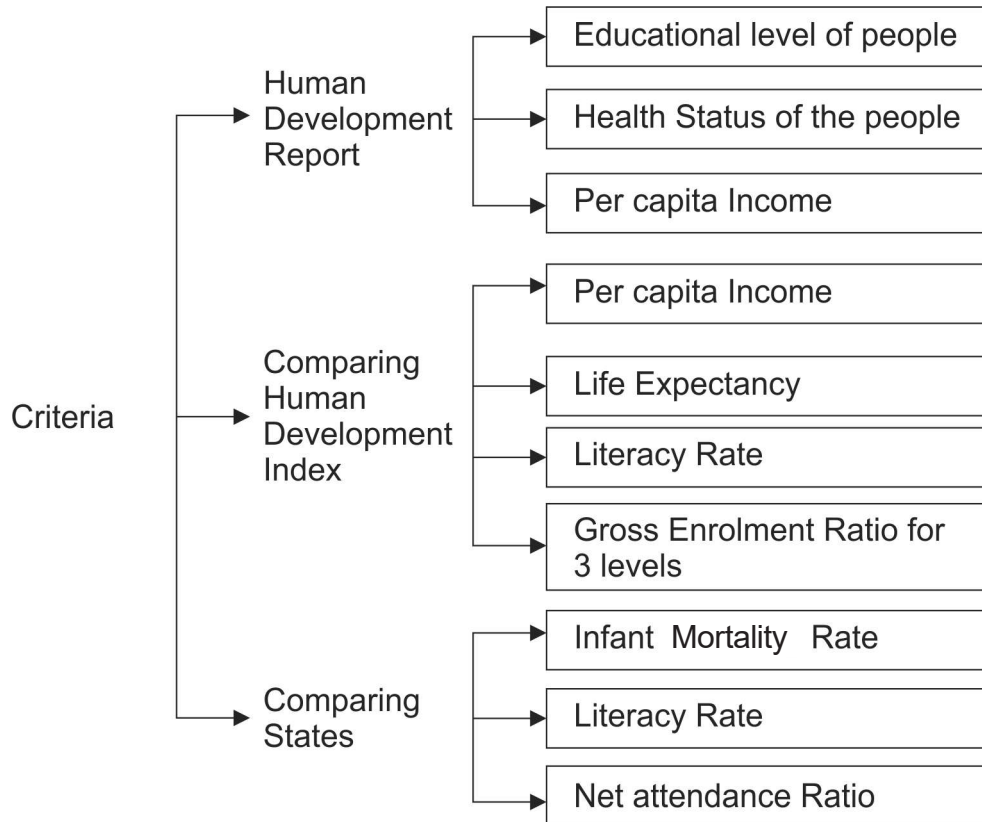 Criteria
Human
Development
Report
Educational level of people
Health Status of the people
Per capita Income
Comparing
Human
Development
Index
Per capita Income
Life Expectancy
Literacy Rate
Gross Enrolment Ratio for
3 levels
Comparing
States
Infant Mortality Rate
Literacy Rate
Net attendance Ratio